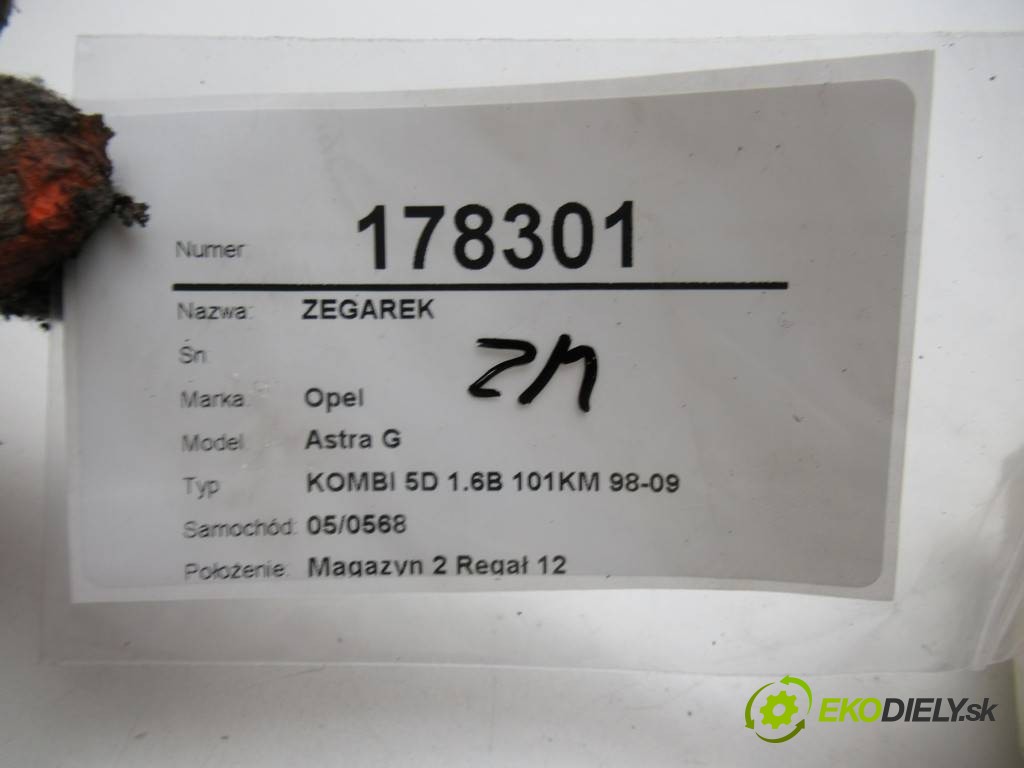 Numer 178301
Nazwa: ZEGAREK
Sn
Marka Opel
Model Astra G
Typ KOMBI 5D 1.6B 101KM 98-09
Samochód: 05/0568
Położenie: Magazyn 2 Regał 12
EKODIELY.sk